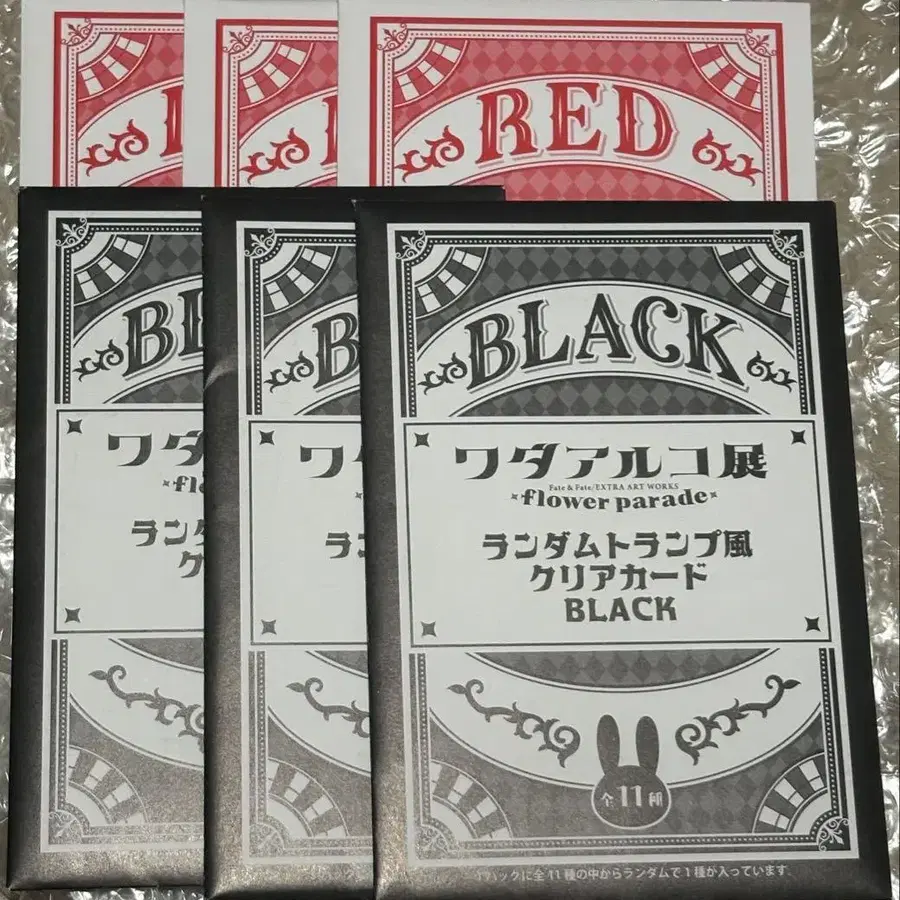 RED
BLACK
ワダアルコ展
Fate & Fate/EXTRA ART WORKS
flower parade
ランダムトランプ風
クリアカード
BLACK
全11種
1パックに全11種の中からランダムで1種が入っています。